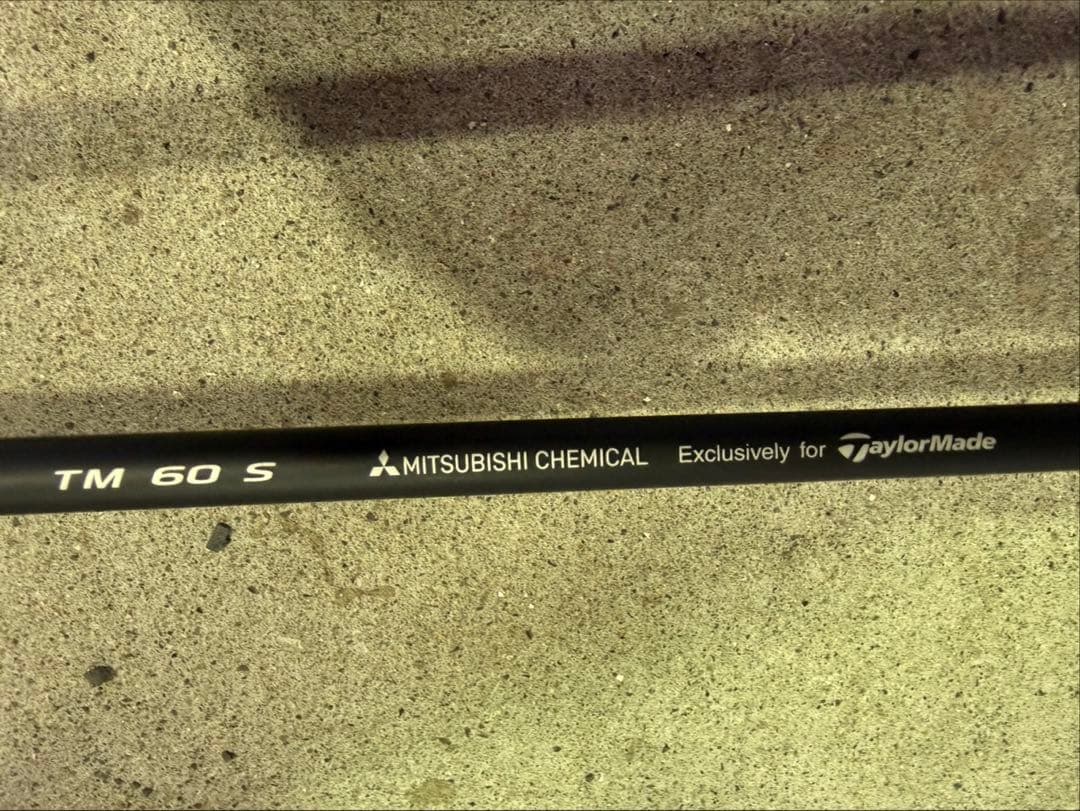 TM 60 S MITSUBISHI CHEMICAL Exclusively for TaylorMade